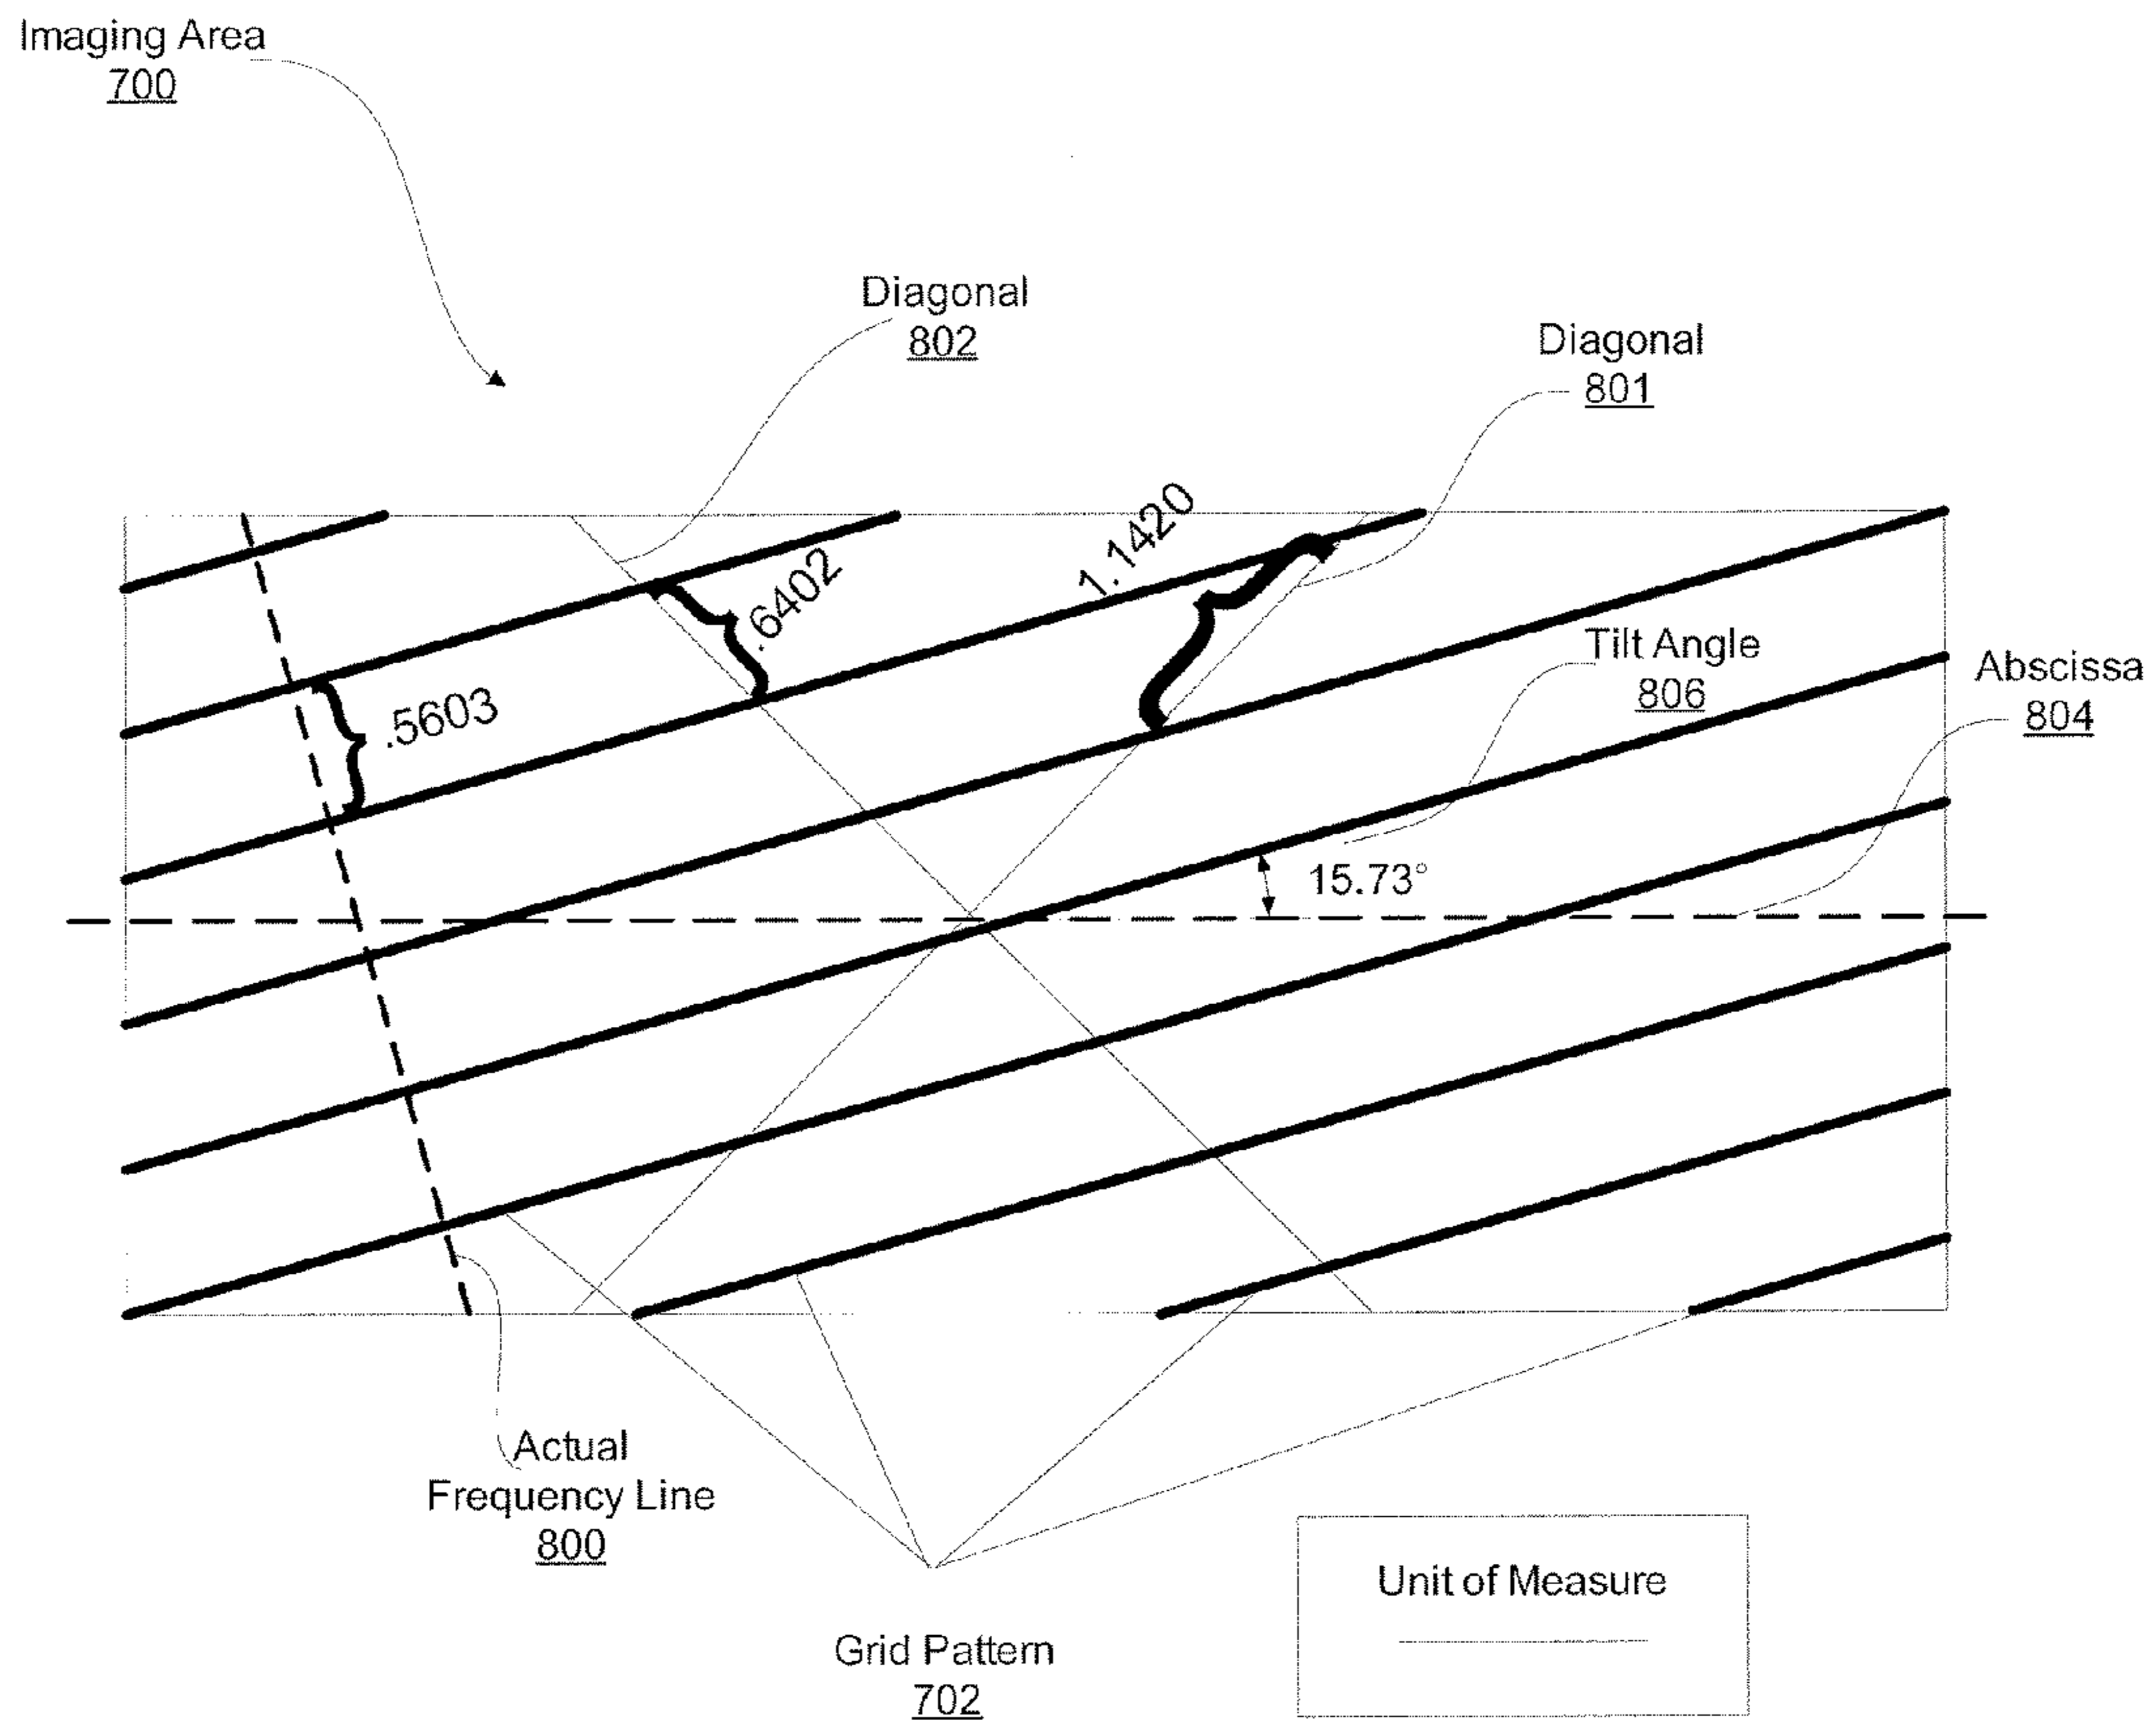 Imaging Area
700
Diagonal
802
Diagonal
801
1.1420
.6402
Tilt Angle
806
Abscissa
804
.5603
15.73°
Actual
Frequency Line
800
Unit of Measure
Grid Pattern
702